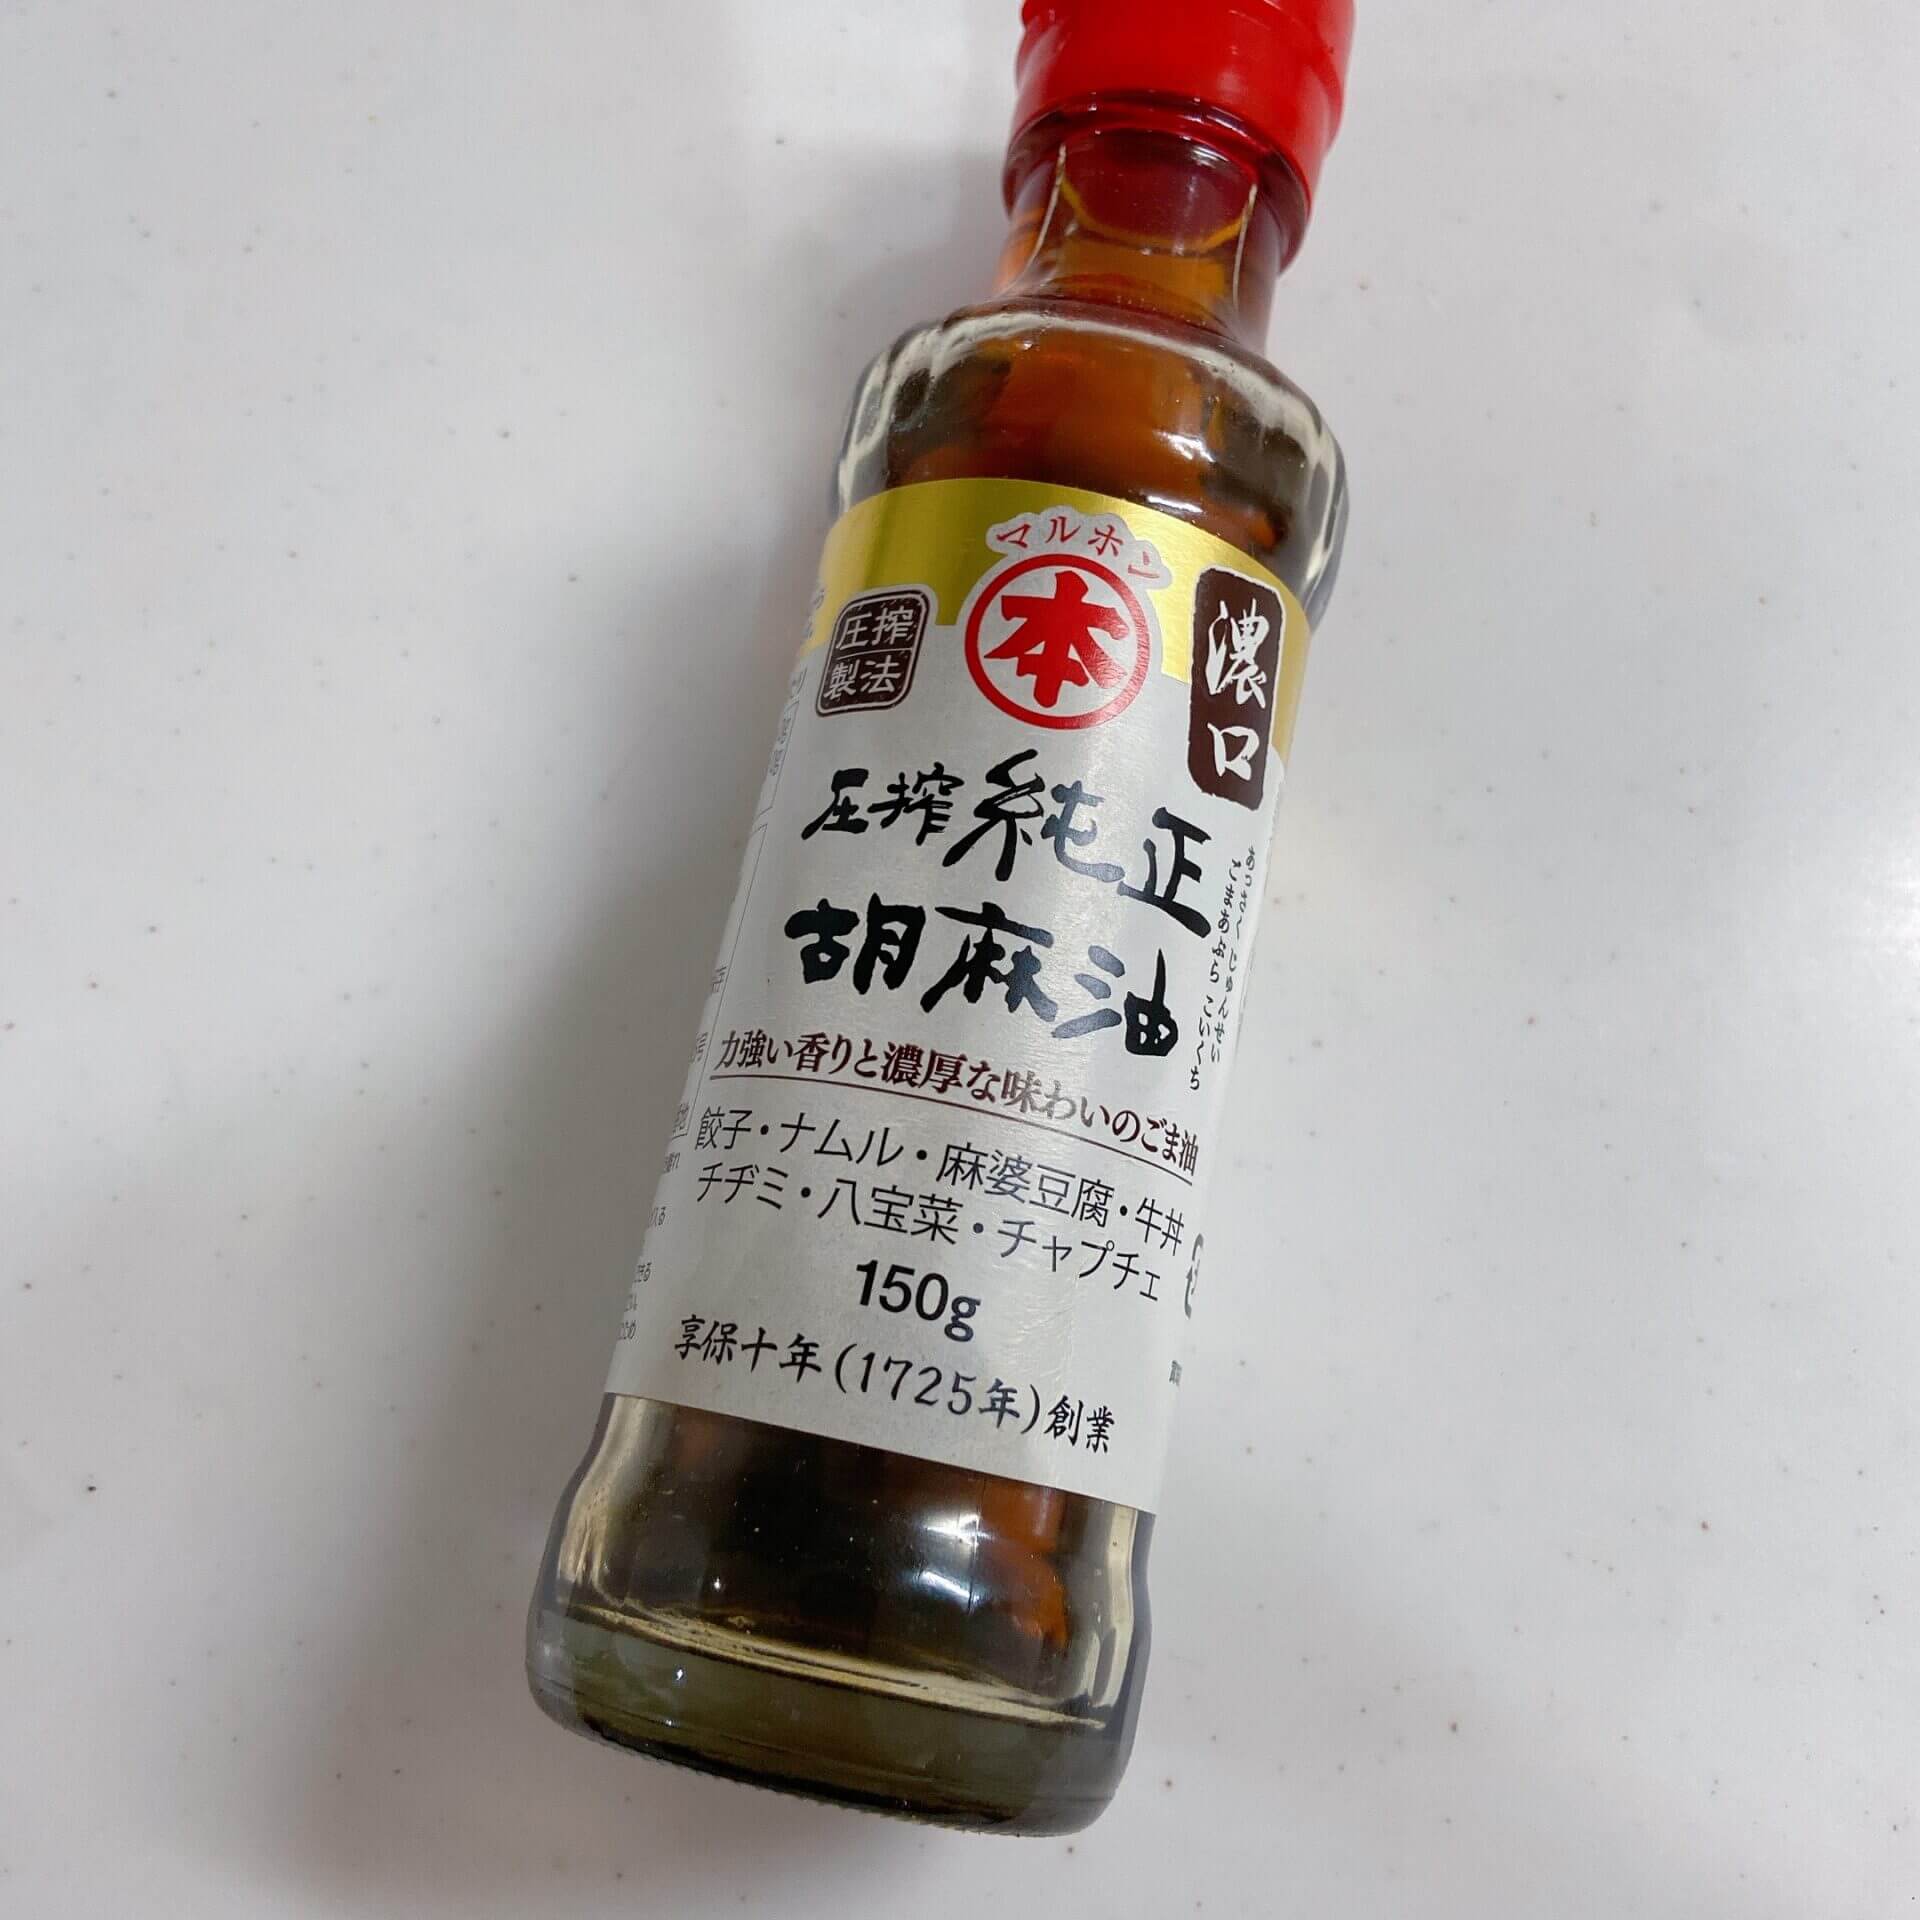 マルホン
本
圧搾
製法
濃口
圧搾純正
胡麻油
あっさくじゅんせい
ごまあぶら こいくち
力強い香りと濃厚な味わいのごま油
餃子・ナムル・麻婆豆腐・牛丼
チヂミ・八宝菜・チャプチェ
150g
享保十年(1725年)創業